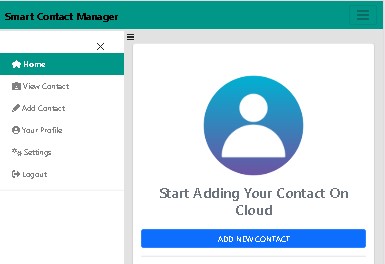 Smart Contact Manager
Home
View Contact
Add Contact
Your Profile
Settings
Logout
Start Adding Your Contact On
Cloud
ADD NEW CONTACT